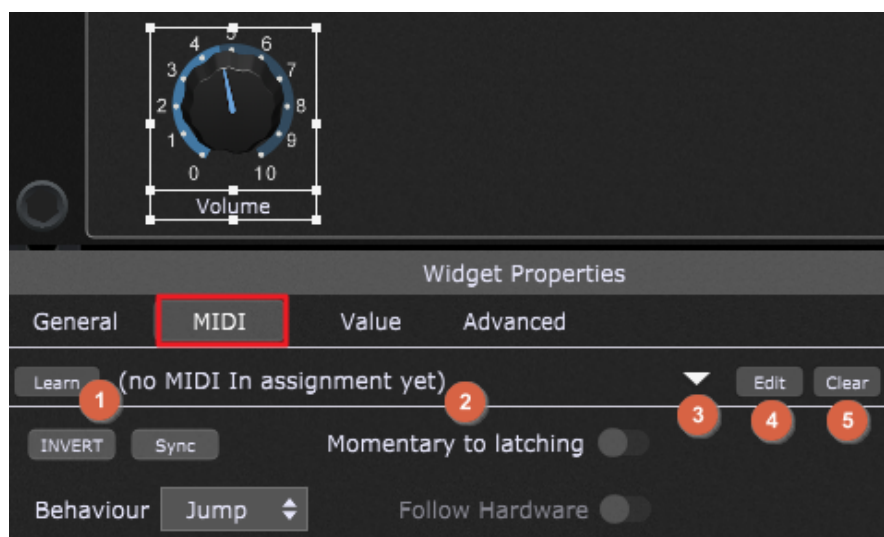 4 5 6
3 7
2 8
1 9
0 10
Volume
Widget Properties
General MIDI Value Advanced
Learn (no MIDI In assignment yet) Edit Clear
1 2 3 4 5
INVERT Sync Momentary to latching
Behaviour Jump Follow Hardware